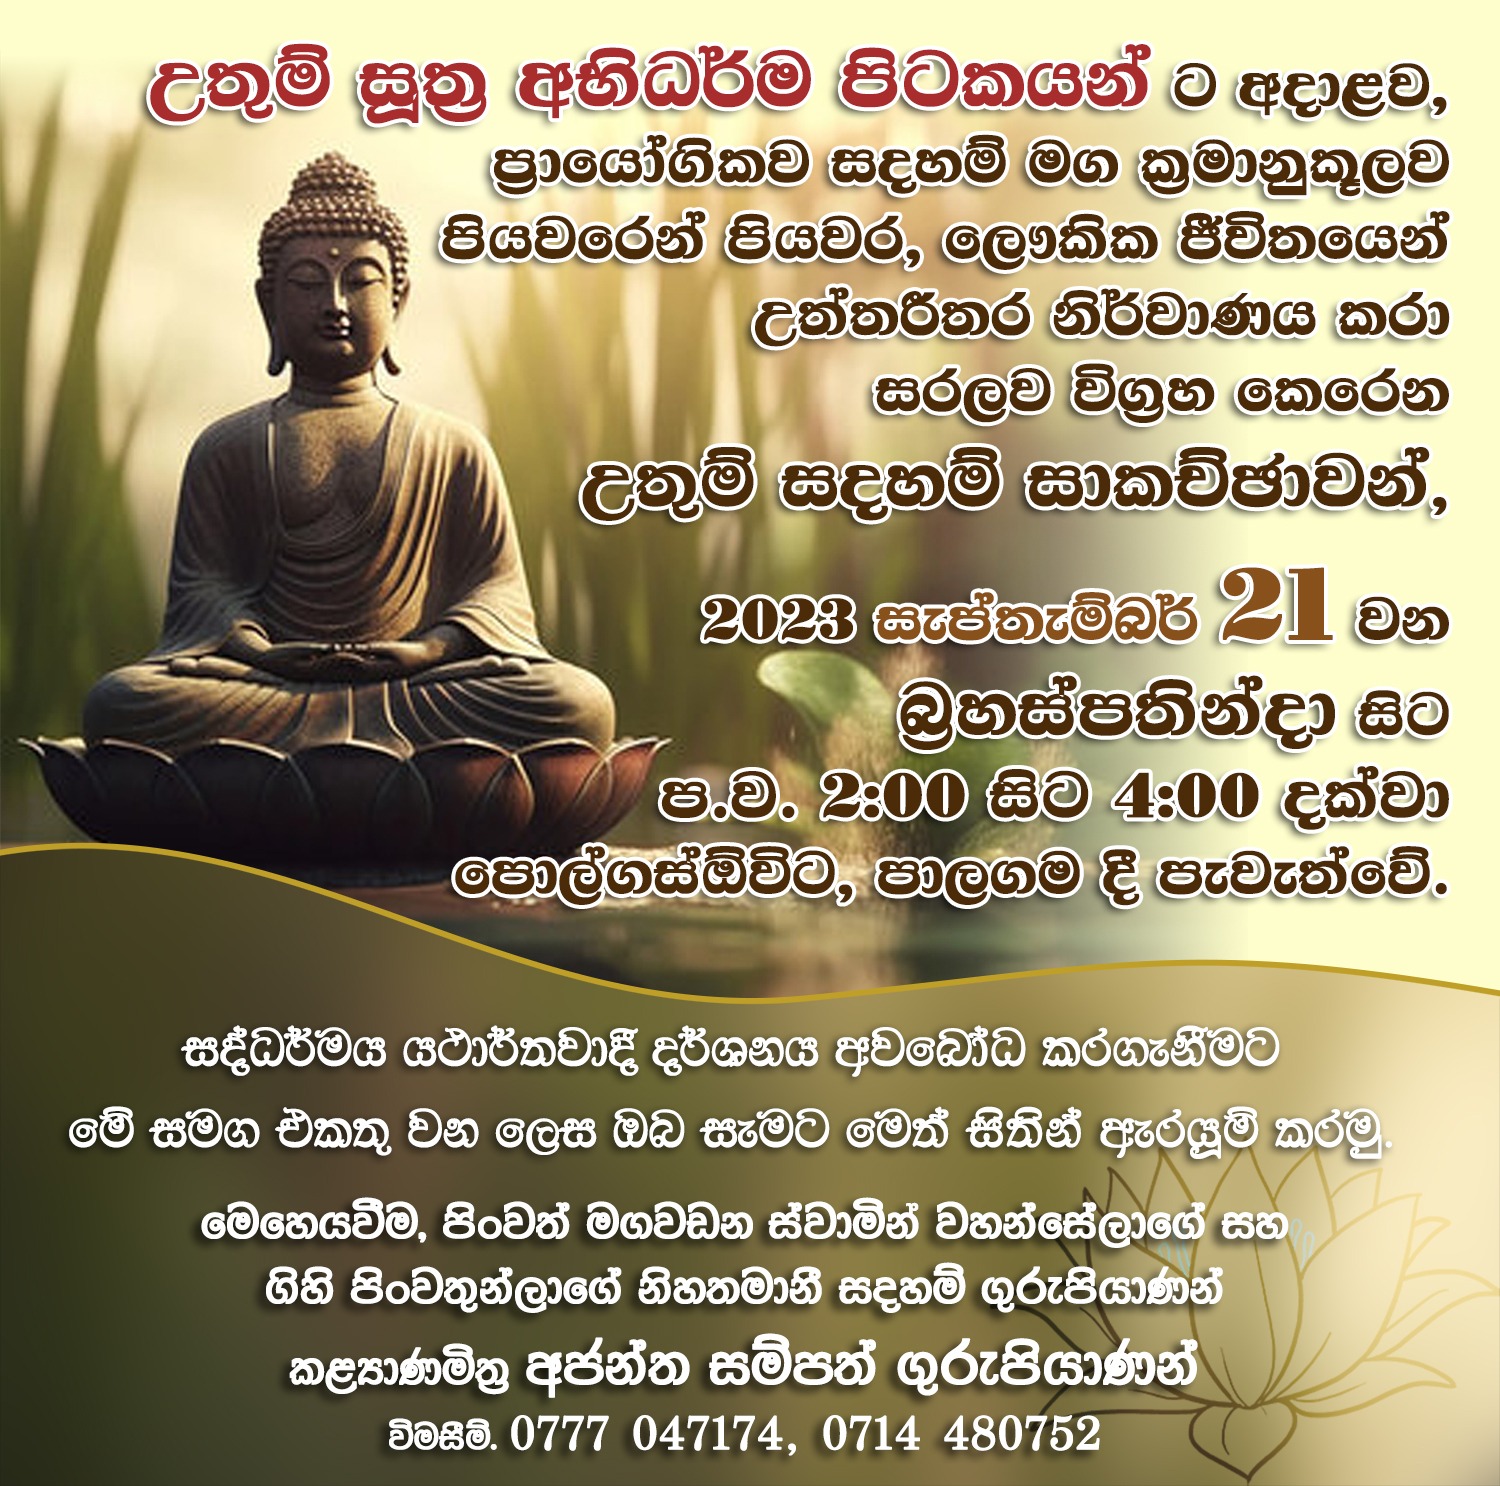 උතුම් සූත්‍ර අභිධර්ම පිටකයන් ට අදාළව,
ප්‍රායෝගිකව සදහම් මග ක්‍රමානුකූලව
පියවරෙන් පියවර, ලෞකික ජීවිතයෙන්
උත්තරීතර නිර්වාණය කරා
සරලව විග්‍රහ කෙරෙන
උතුම් සදහම් සාකච්ඡාවන්,
2023 සැප්තැම්බර් 21 වන
බ්‍රහස්පතින්දා සිට
ප.ව. 2:00 සිට 4:00 දක්වා
පොල්ගස්ඕවිට, පාලගම දී පැවැත්වේ.
සද්ධර්මය යථාර්තවාදී දර්ශනය අවබෝධ කරගැනීමට
මේ සමග එකතු වන ලෙස ඔබ සැමට මෙත් සිතින් ඇරයූම් කරමු.
මෙහෙයවීම, පිංවත් මගවඩන ස්වාමින් වහන්සේලාගේ සහ
ගිහි පිංවතුන්ලාගේ නිහතමානී සදහම් ගුරුපියාණන්
කළ්‍යාණමිත්‍ර අජන්ත සම්පත් ගුරුපියාණන්
විමසීම්. 0777 047174, 0714 480752